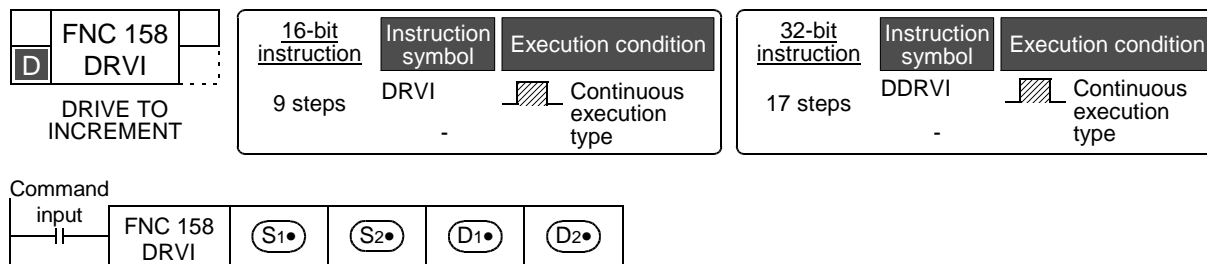 FNC 158
D DRVI
DRIVE TO
INCREMENT
16-bit
instruction
Instruction
symbol
Execution condition
9 steps
DRVI
Continuous
execution
type
-
32-bit
instruction
Instruction
symbol
Execution condition
17 steps
DDRVI
Continuous
execution
type
-
Command
input
FNC 158
DRVI
S1•
S2•
D1•
D2•